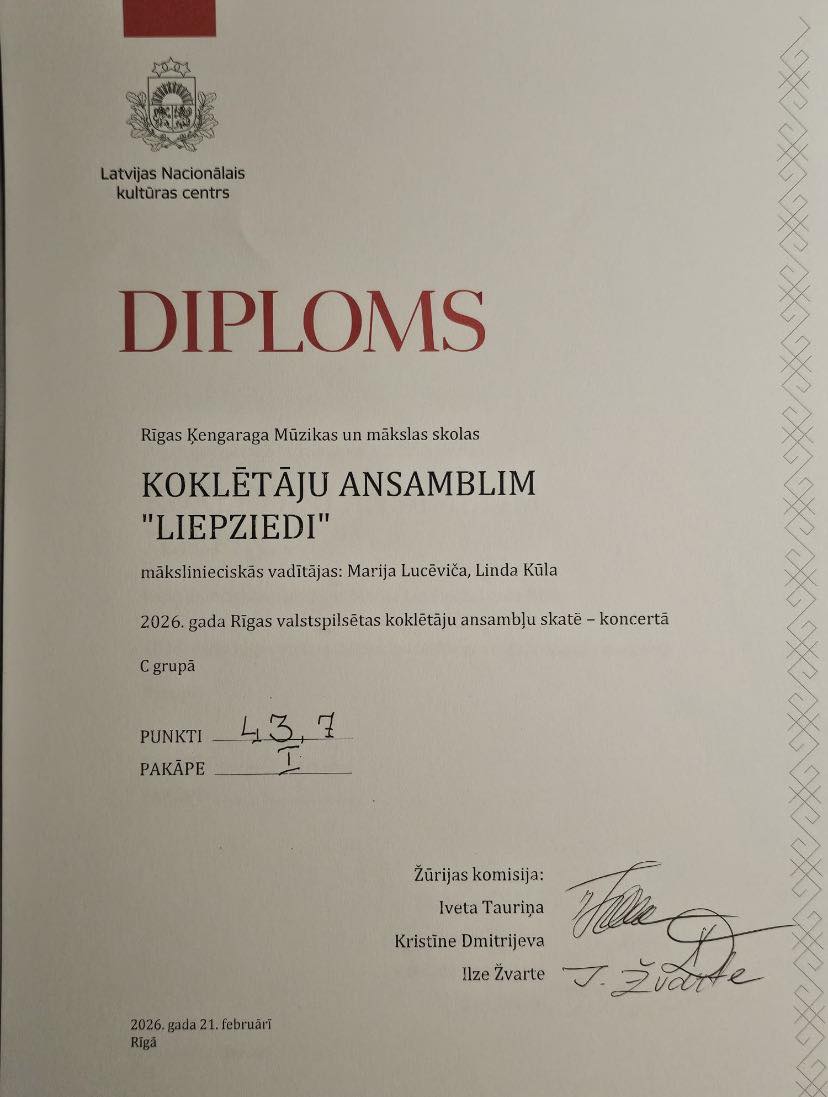 Latvijas Nacionālais
kultūras centrs
DIPLOMS
Rīgas Ķengaraga Mūzikas un mākslas skolas
KOKLĒTĀJU ANSAMBLIM
"LIEPZIEDI"
mākslinieciskās vadītājas: Marija Lucēviča, Linda Kūla
2026. gada Rīgas valstspilsētas koklētāju ansambļu skatē – koncertā
C grupā
PUNKTI 43,7
PAKĀPE I
Žūrijas komisija:
Iveta Tauriņa
Kristīne Dmitrijeva
Ilze Žvarte I. Žvarte
2026. gada 21. februārī
Rīgā